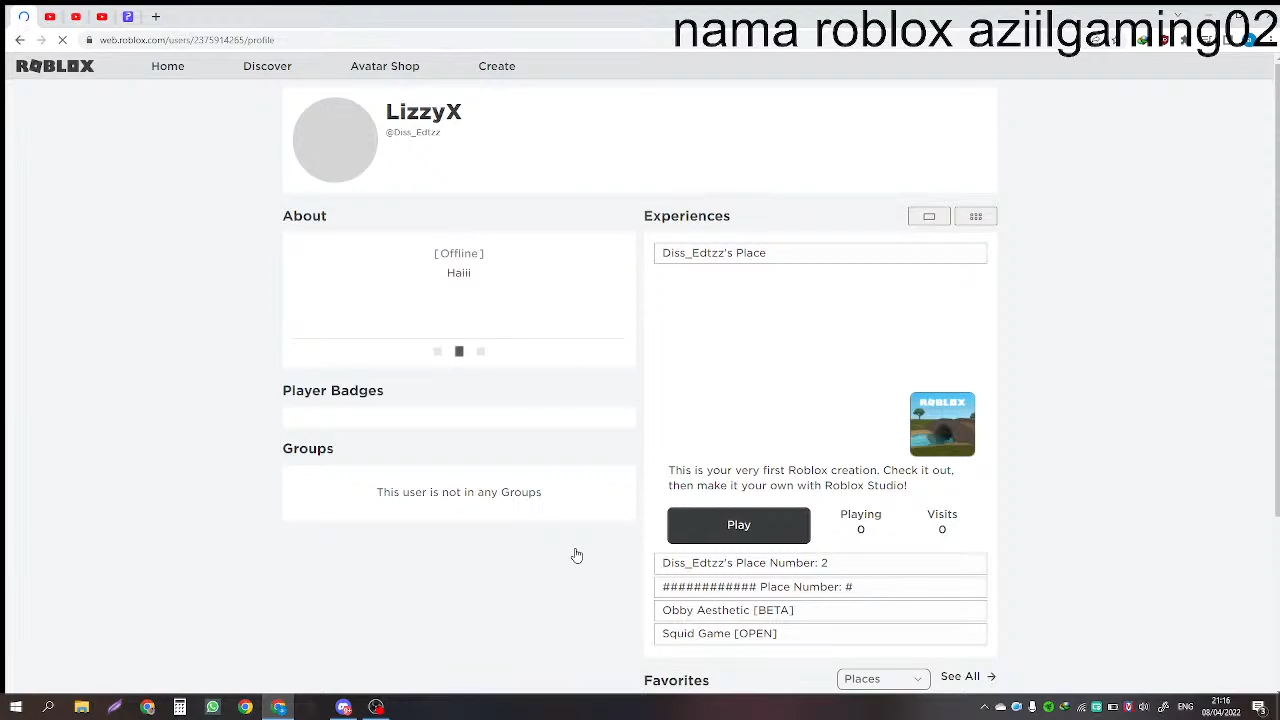 nama roblox aziilgaming02
web.roblox.com/users/2375914265/profile
ROBLOX
Home
Discover
Avatar Shop
Create
LizzyX
@Diss_Edtzz
About
[ Offline ]
Haiii
Player Badges
Groups
This user is not in any Groups
Experiences
Diss_Edtzz's Place
ROBLOX
This is your very first Roblox creation. Check it out,
then make it your own with Roblox Studio!
Play
Playing
0
Visits
0
Diss_Edtzz's Place Number: 2
############ Place Number: #
Obby Aesthetic [BETA]
Squid Game [OPEN]
Favorites
Places
See All
ENG
21:16
08/04/2022